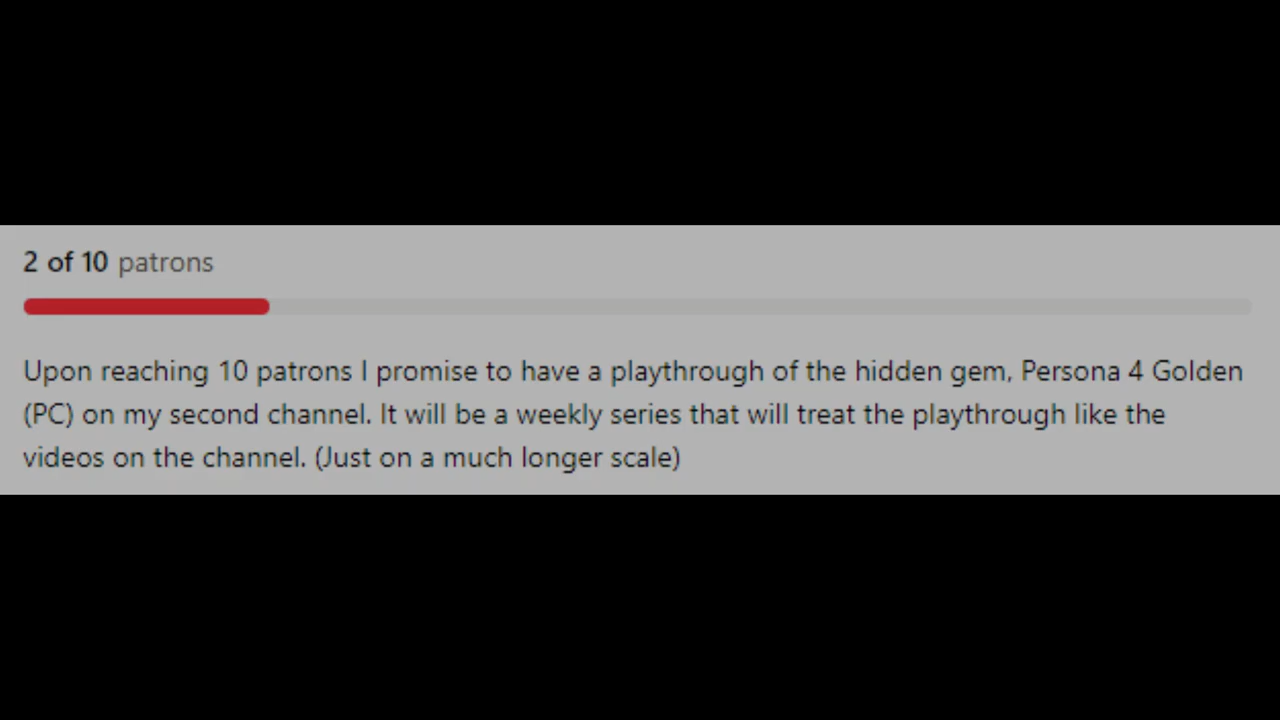 2 of 10 patrons
Upon reaching 10 patrons I promise to have a playthrough of the hidden gem, Persona 4 Golden
(PC) on my second channel. It will be a weekly series that will treat the playthrough like the
videos on the channel. (Just on a much longer scale)